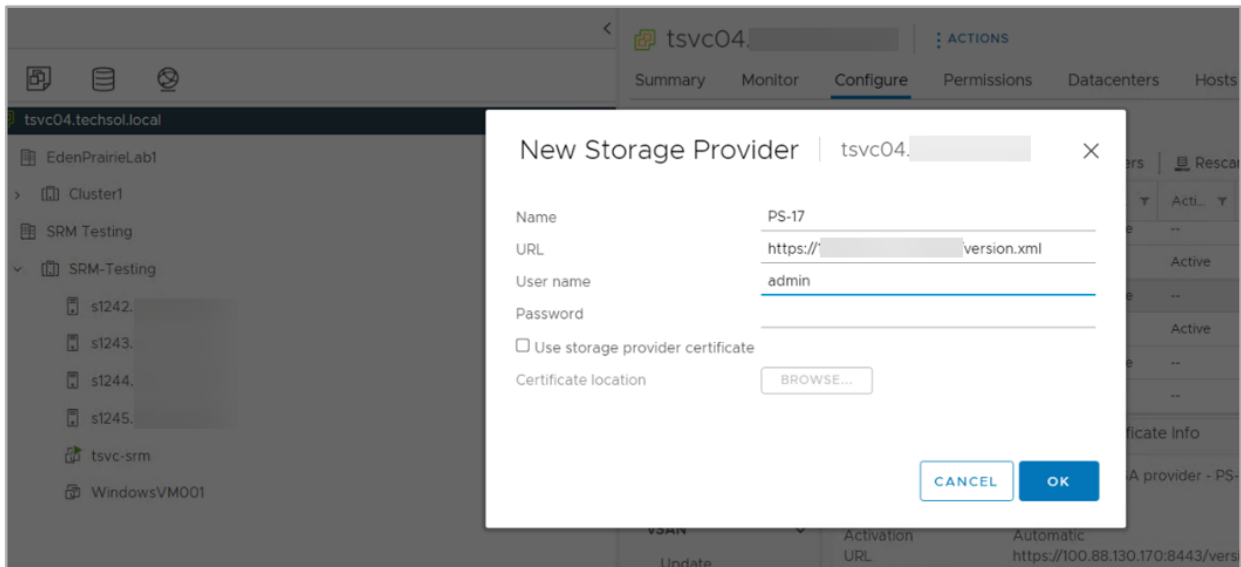 tsvc04.
ACTIONS
Summary Monitor Configure Permissions Datacenters Hosts
tsvc04.techsol.local
EdenPrairieLab1
Cluster1
SRM Testing
SRM-Testing
s1242.
s1243.
s1244.
s1245.
tsvc-srm
WindowsVM001
New Storage Provider tsvc04.
Name PS-17
URL https:// /version.xml
User name admin
Password
Use storage provider certificate
Certificate location BROWSE...
CANCEL OK
Acti...
--
Active
--
Active
--
--
A provider - PS-
Activation Automatic
URL https://100.88.130.170:8443/vers
Update